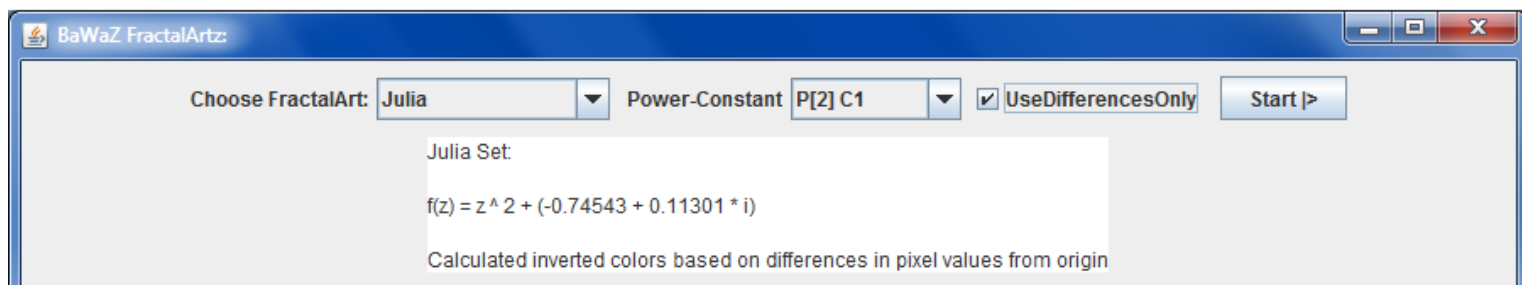 BaWaZ FractalArtz:
Choose FractalArt: Julia Power-Constant P[2] C1 UseDifferencesOnly Start |>
Julia Set:
f(z) = z ^ 2 + (-0.74543 + 0.11301 * i)
Calculated inverted colors based on differences in pixel values from origin